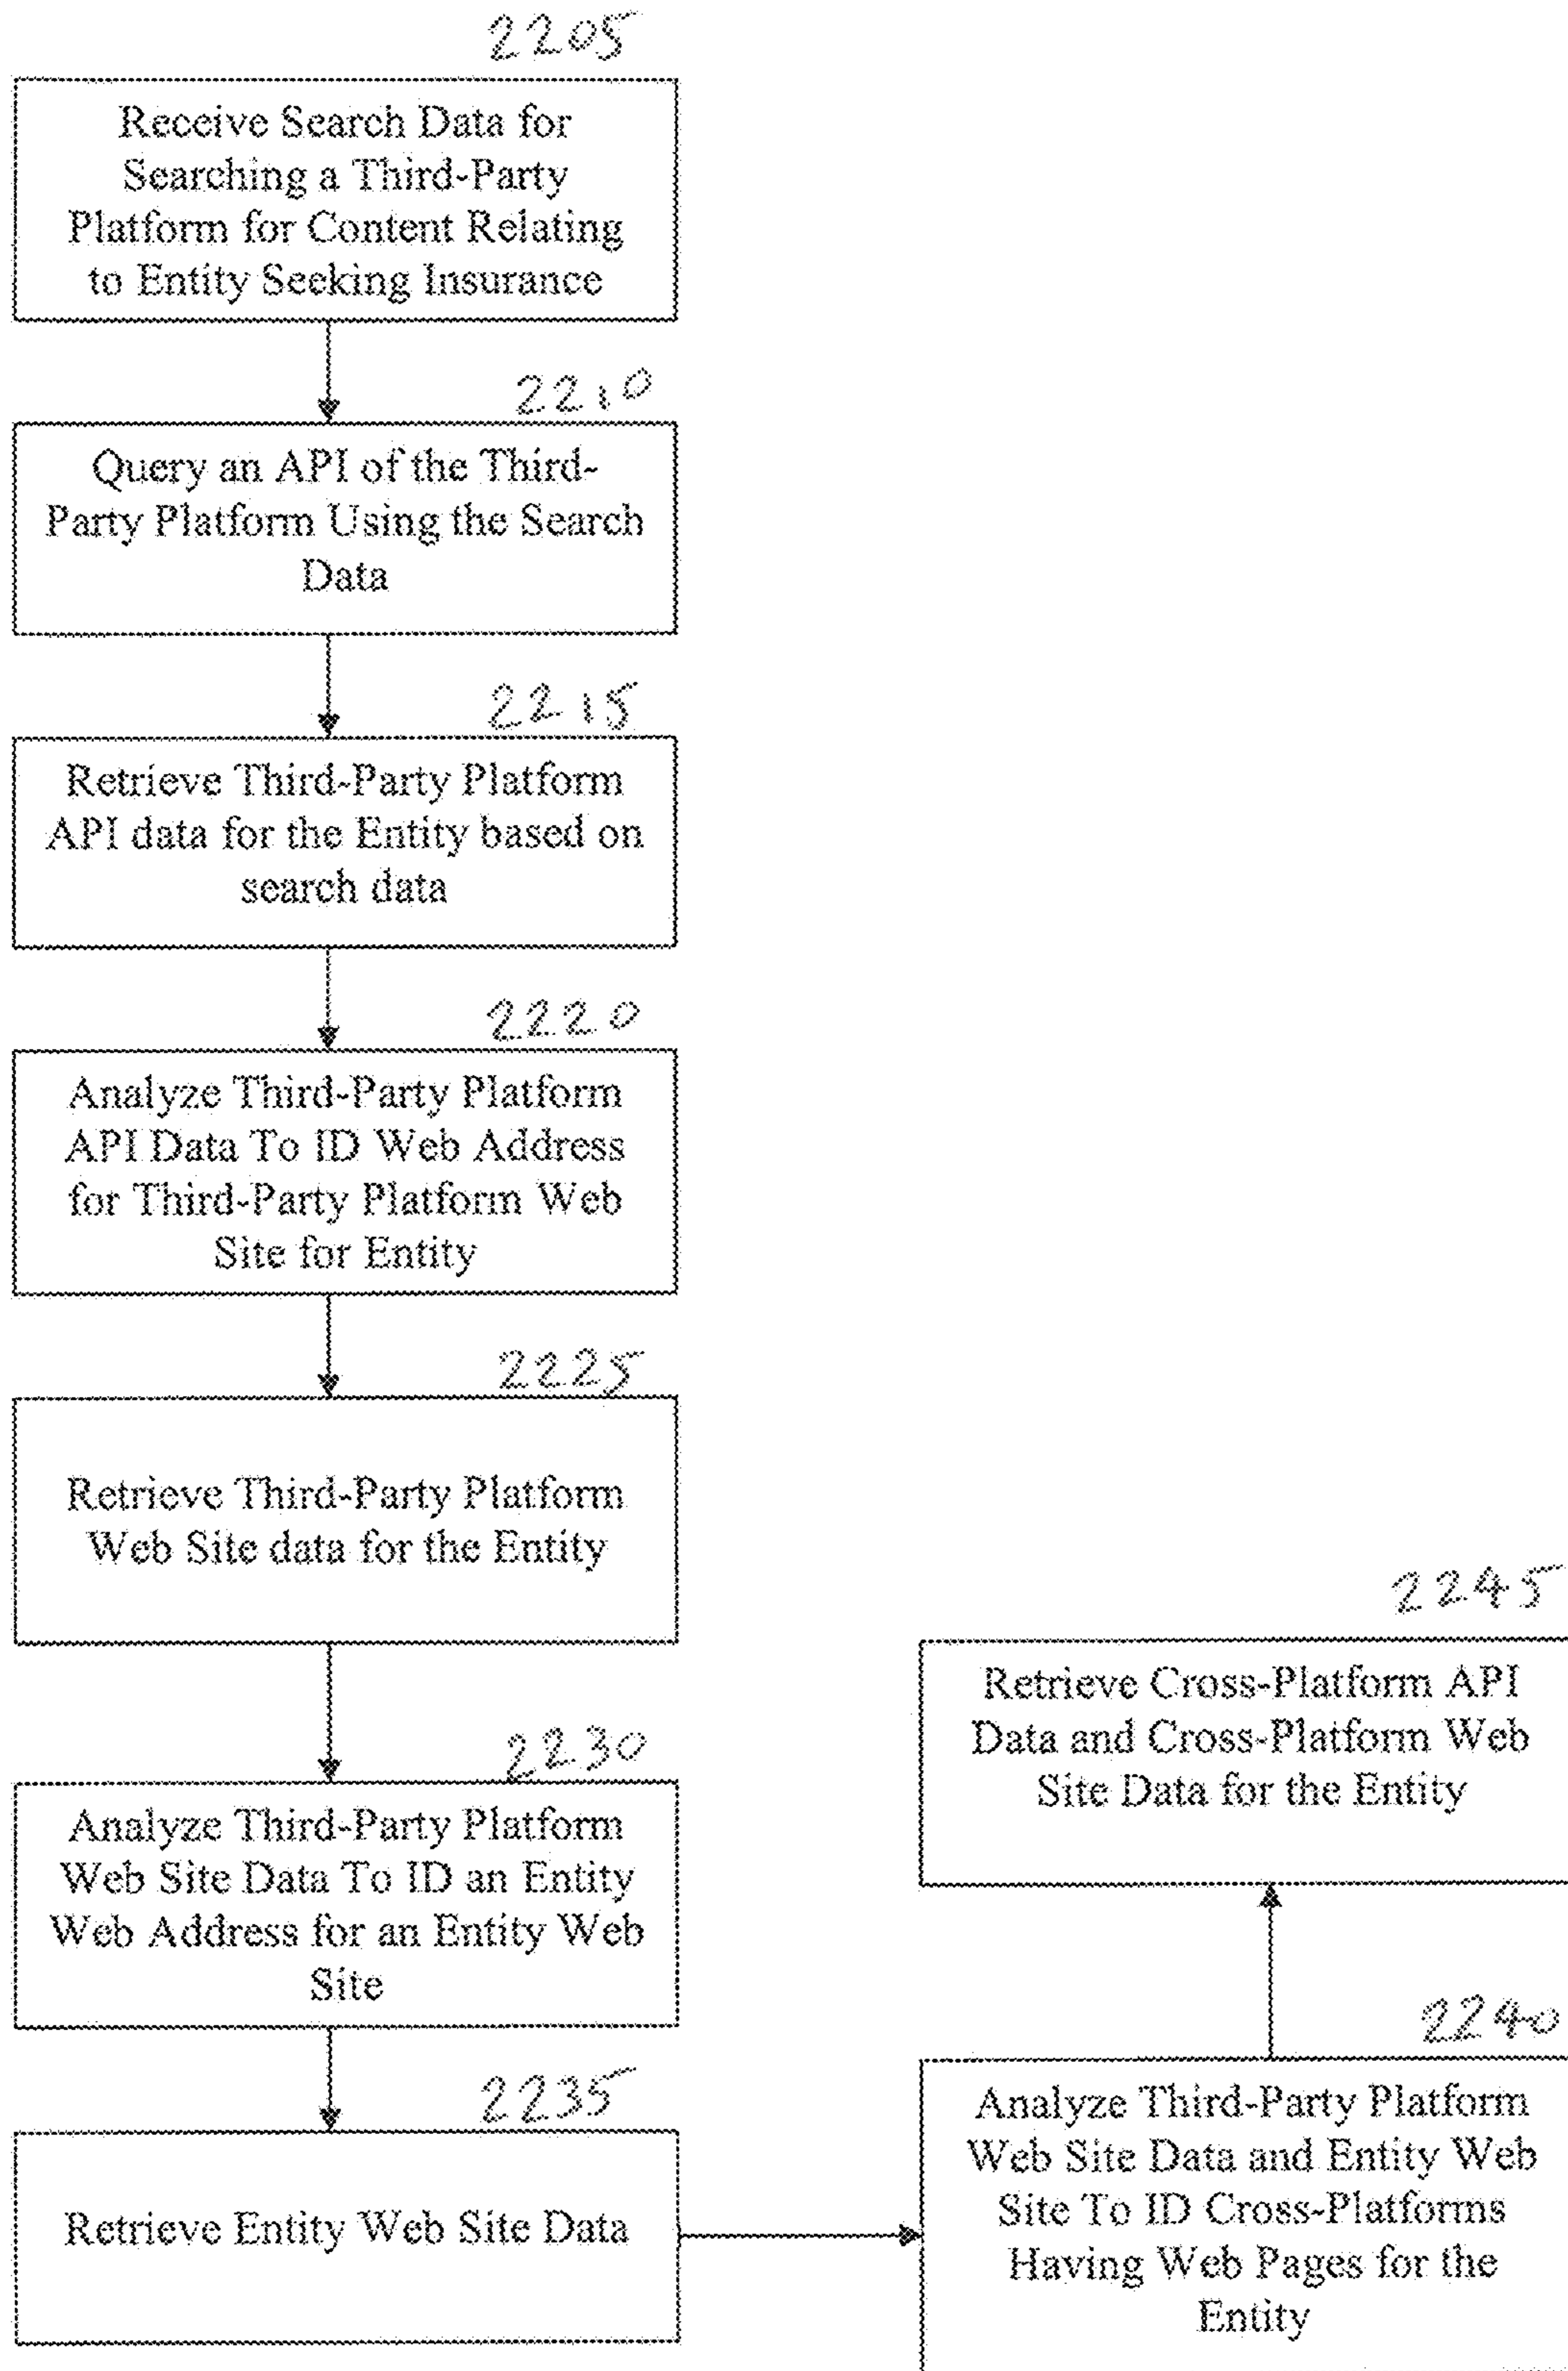 2205
Receive Search Data for
Searching a Third-Party
Platform for Content Relating
to Entity Seeking Insurance
2210
Query an API of the Third-
Party Platform Using the Search
Data
2215
Retrieve Third-Party Platform
API data for the Entity based on
search data
2220
Analyze Third-Party Platform
API Data To ID Web Address
for Third-Party Platform Web
Site for Entity
2225
Retrieve Third-Party Platform
Web Site data for the Entity
2230
Analyze Third-Party Platform
Web Site Data To ID an Entity
Web Address for an Entity Web
Site
2235
Retrieve Entity Web Site Data
2240
Analyze Third-Party Platform
Web Site Data and Entity Web
Site To ID Cross-Platforms
Having Web Pages for the
Entity
2245
Retrieve Cross-Platform API
Data and Cross-Platform Web
Site Data for the Entity